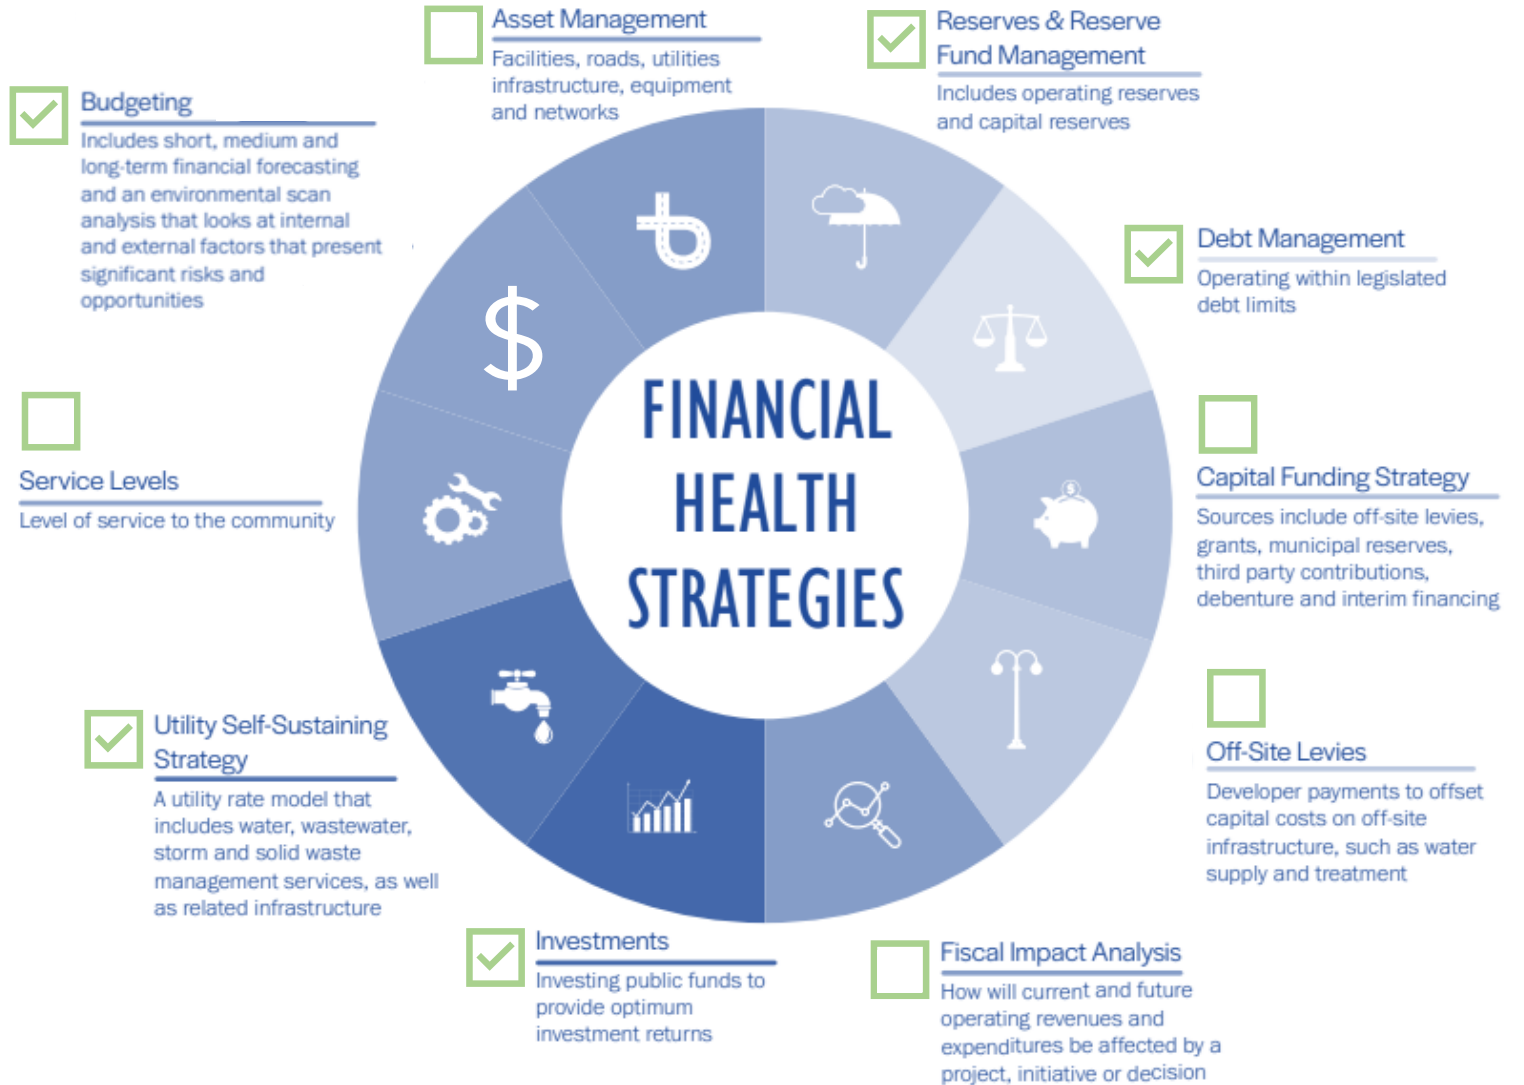 Asset Management
Facilities, roads, utilities
infrastructure, equipment
and networks
Reserves & Reserve
Fund Management
Includes operating reserves
and capital reserves
Budgeting
Includes short, medium and
long-term financial forecasting
and an environmental scan
analysis that looks at internal
and external factors that present
significant risks and
opportunities
Debt Management
Operating within legislated
debt limits
$
FINANCIAL
HEALTH
STRATEGIES
Service Levels
Level of service to the community
Capital Funding Strategy
Sources include off-site levies,
grants, municipal reserves,
third party contributions,
debenture and interim financing
$
Utility Self-Sustaining
Strategy
A utility rate model that
includes water, wastewater,
storm and solid waste
management services, as well
as related infrastructure
Off-Site Levies
Developer payments to offset
capital costs on off-site
infrastructure, such as water
supply and treatment
Investments
Investing public funds to
provide optimum
investment returns
Fiscal Impact Analysis
How will current and future
operating revenues and
expenditures be affected by a
project, initiative or decision